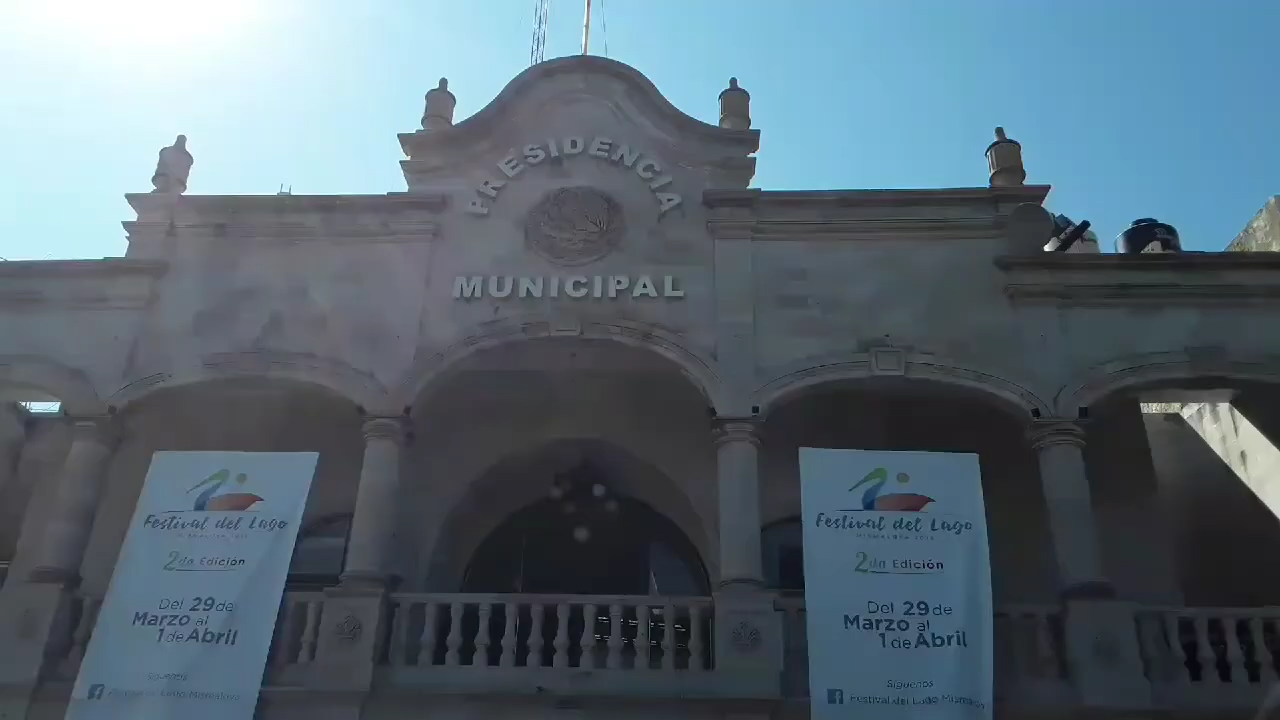 PRESIDENCIA
MUNICIPAL
Festival del Lago
2da Edición
Del 29 de
Marzo al
1 de Abril
Festival del Lago
2da Edición
Del 29 de
Marzo al
1 de Abril
Síguenos
Festival del Lago